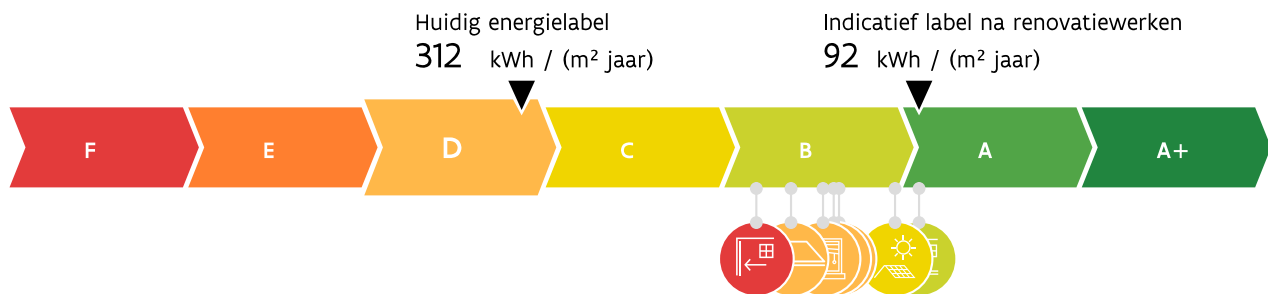 Huidig energielabel
312 kWh / (m² jaar)
Indicatief label na renovatiewerken
92 kWh / (m² jaar)
F E D C B A A+